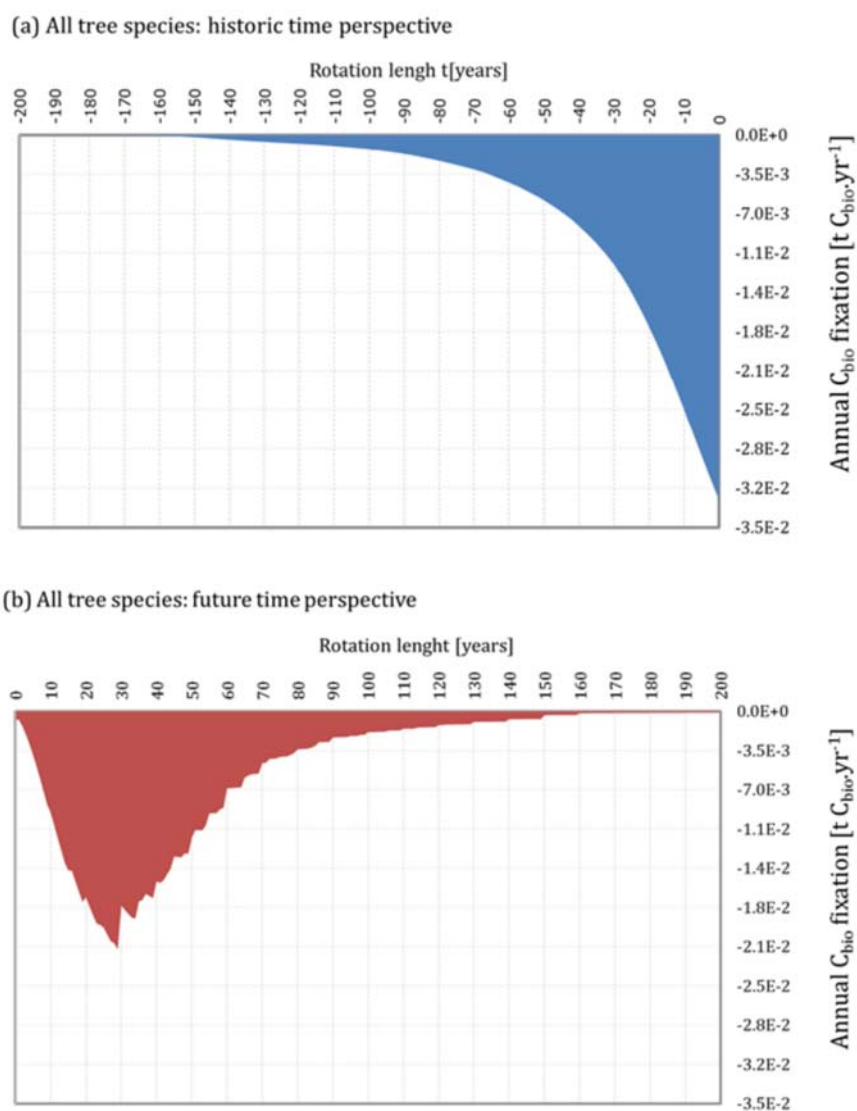 (a) All tree species: historic time perspective
Rotation lengh t[years]
-200 -190 -180 -170 -160 -150 -140 -130 -120 -110 -100 -90 -80 -70 -60 -50 -40 -30 -20 -10 0
0.0E+0
-3.5E-3
-7.0E-3
-1.1E-2
-1.4E-2
-1.8E-2
-2.1E-2
-2.5E-2
-2.8E-2
-3.2E-2
-3.5E-2
Annual C_bio fixation [t C_bio.yr⁻¹]
(b) All tree species: future time perspective
Rotation lenght [years]
0 10 20 30 40 50 60 70 80 90 100 110 120 130 140 150 160 170 180 190 200
0.0E+0
-3.5E-3
-7.0E-3
-1.1E-2
-1.4E-2
-1.8E-2
-2.1E-2
-2.5E-2
-2.8E-2
-3.2E-2
-3.5E-2
Annual C_bio fixation [t C_bio.yr⁻¹]